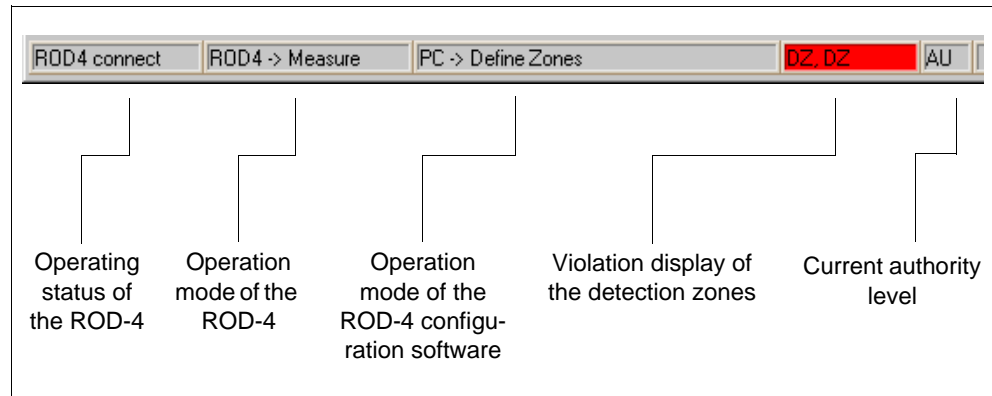 ROD4 connect ROD4 -> Measure PC -> Define Zones DZ, DZ AU
Operating
status of
the ROD-4
Operation
mode of the
ROD-4
Operation
mode of the
ROD-4 configu-
ration software
Violation display of
the detection zones
Current authority
level